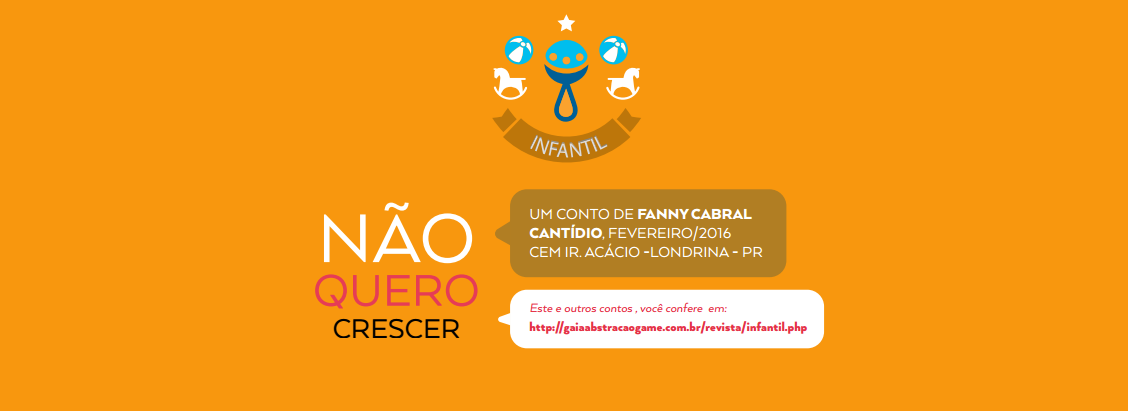 INFANTIL
NÃO
QUERO
CRESCER
UM CONTO DE FANNY CABRAL
CANTÍDIO, FEVEREIRO/2016
CEM IR. ACÁCIO -LONDRINA - PR
Este e outros contos , você confere em:
http://gaiaabstracaogame.com.br/revista/infantil.php